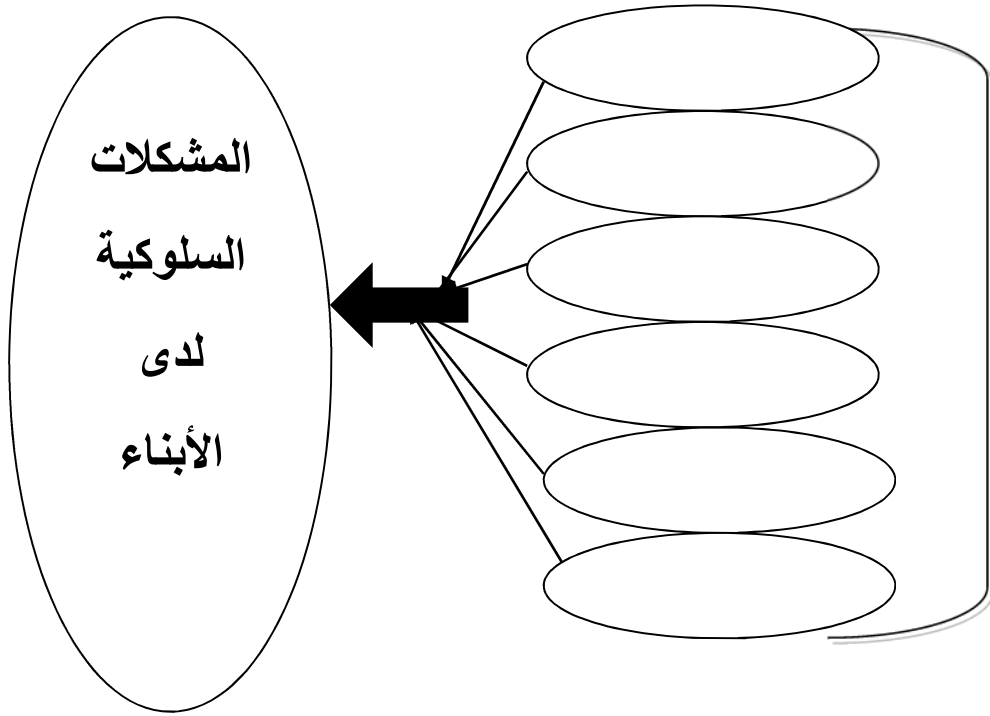 المشكلات
السلوكية
لدى
الأبناء